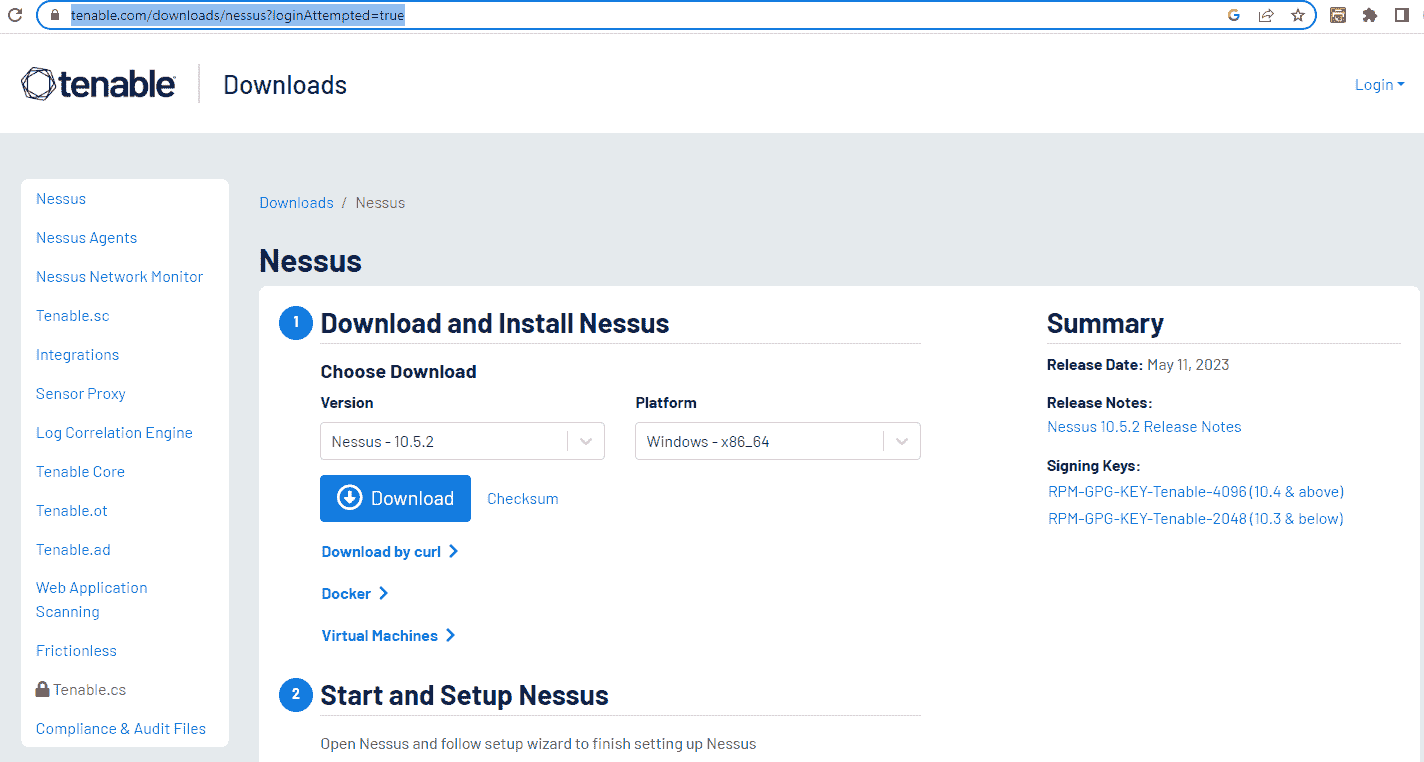 tenable.com/downloads/nessus?loginAttempted=true
tenable
Downloads
Login
Nessus
Nessus Agents
Nessus Network Monitor
Tenable.sc
Integrations
Sensor Proxy
Log Correlation Engine
Tenable Core
Tenable.ot
Tenable.ad
Web Application
Scanning
Frictionless
Tenable.cs
Compliance & Audit Files
Downloads / Nessus
Nessus
1 Download and Install Nessus
Choose Download
Version
Platform
Nessus - 10.5.2
Windows - x86_64
Download
Checksum
Download by curl
Docker
Virtual Machines
2 Start and Setup Nessus
Open Nessus and follow setup wizard to finish setting up Nessus
Summary
Release Date: May 11, 2023
Release Notes:
Nessus 10.5.2 Release Notes
Signing Keys:
RPM-GPG-KEY-Tenable-4096 (10.4 & above)
RPM-GPG-KEY-Tenable-2048 (10.3 & below)